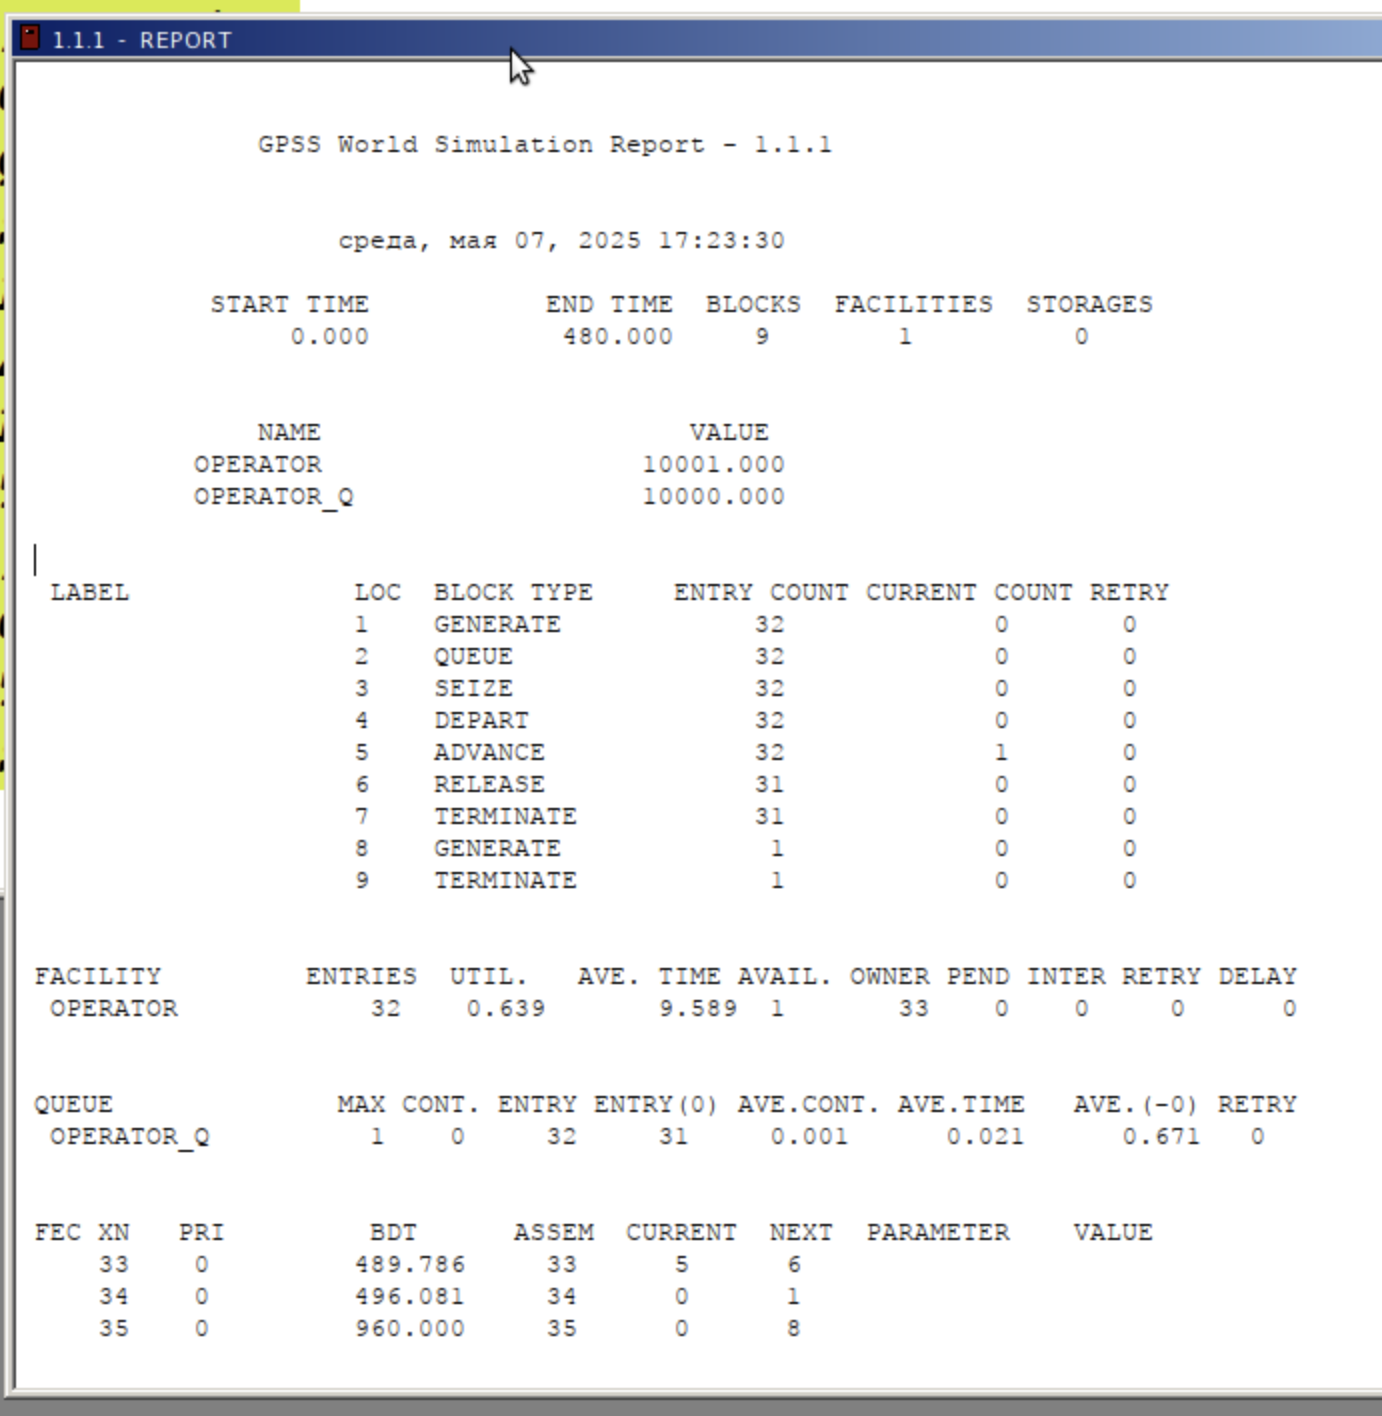 1.1.1 - REPORT
GPSS World Simulation Report - 1.1.1
среда, мая 07, 2025 17:23:30
START TIME END TIME BLOCKS FACILITIES STORAGES
0.000 480.000 9 1 0
NAME VALUE
OPERATOR 10001.000
OPERATOR_Q 10000.000
LABEL LOC BLOCK TYPE ENTRY COUNT CURRENT COUNT RETRY
1 GENERATE 32 0 0
2 QUEUE 32 0 0
3 SEIZE 32 0 0
4 DEPART 32 0 0
5 ADVANCE 32 1 0
6 RELEASE 31 0 0
7 TERMINATE 31 0 0
8 GENERATE 1 0 0
9 TERMINATE 1 0 0
FACILITY ENTRIES UTIL. AVE. TIME AVAIL. OWNER PEND INTER RETRY DELAY
OPERATOR 32 0.639 9.589 1 33 0 0 0 0
QUEUE MAX CONT. ENTRY ENTRY(0) AVE.CONT. AVE.TIME AVE.(-0) RETRY
OPERATOR_Q 1 0 32 31 0.001 0.021 0.671 0
FEC XN PRI BDT ASSEM CURRENT NEXT PARAMETER VALUE
33 0 489.786 33 5 6
34 0 496.081 34 0 1
35 0 960.000 35 0 8